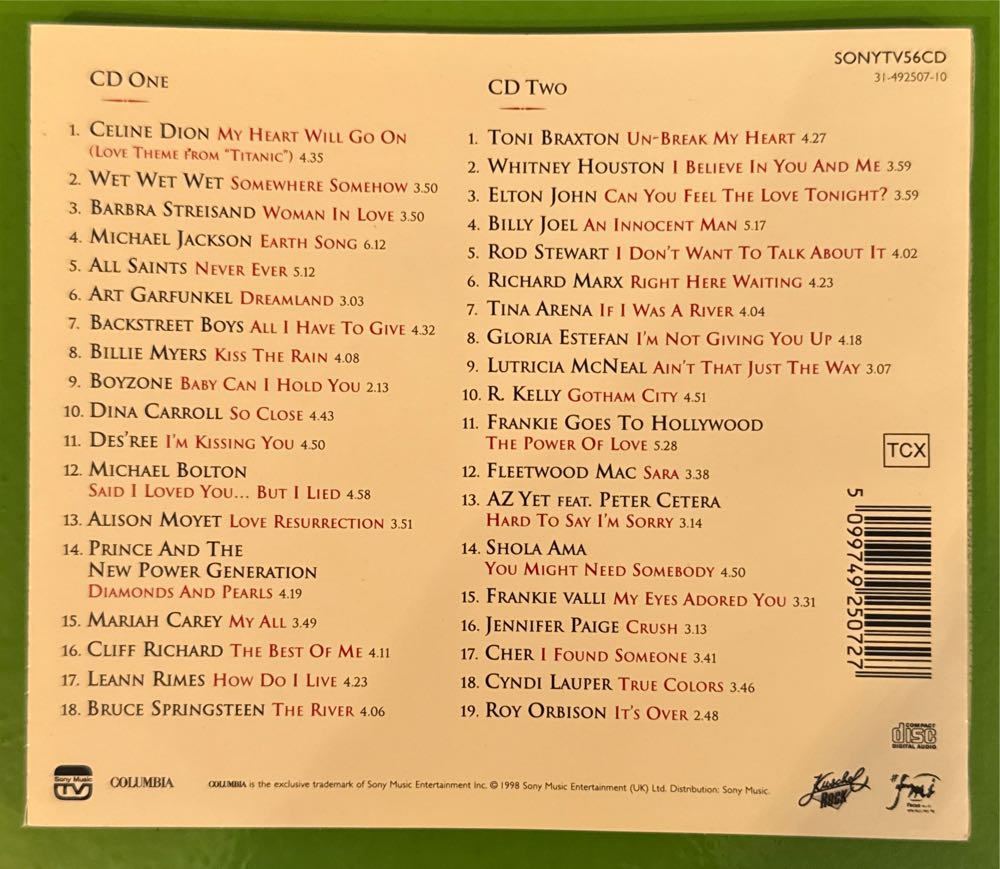 SONYTV56CD
31-492507-10
CD One
1. Celine Dion My Heart Will Go On
(Love Theme from "Titanic") 4.35
2. Wet Wet Wet Somewhere Somehow 3.50
3. Barbra Streisand Woman In Love 3.50
4. Michael Jackson Earth Song 6.12
5. All Saints Never Ever 5.12
6. Art Garfunkel Dreamland 3.03
7. Backstreet Boys All I Have To Give 4.32
8. Billie Myers Kiss The Rain 4.08
9. Boyzone Baby Can I Hold You 2.13
10. Dina Carroll So Close 4.43
11. Des'ree I'm Kissing You 4.50
12. Michael Bolton
Said I Loved You... But I Lied 4.58
13. Alison Moyet Love Resurrection 3.51
14. Prince And The
New Power Generation
Diamonds And Pearls 4.19
15. Mariah Carey My All 3.49
16. Cliff Richard The Best Of Me 4.11
17. Leann Rimes How Do I Live 4.23
18. Bruce Springsteen The River 4.06
CD Two
1. Toni Braxton Un-Break My Heart 4.27
2. Whitney Houston I Believe In You And Me 3.59
3. Elton John Can You Feel The Love Tonight? 3.59
4. Billy Joel An Innocent Man 5.17
5. Rod Stewart I Don't Want To Talk About It 4.02
6. Richard Marx Right Here Waiting 4.23
7. Tina Arena If I Was A River 4.04
8. Gloria Estefan I'm Not Giving You Up 4.18
9. Lutricia McNeal Ain't That Just The Way 3.07
10. R. Kelly Gotham City 4.51
11. Frankie Goes To Hollywood
The Power Of Love 5.28
12. Fleetwood Mac Sara 3.38
13. AZ Yet feat. Peter Cetera
Hard To Say I'm Sorry 3.14
14. Shola Ama
You Might Need Somebody 4.50
15. Frankie valli My Eyes Adored You 3.31
16. Jennifer Paige Crush 3.13
17. Cher I Found Someone 3.41
18. Cyndi Lauper True Colors 3.46
19. Roy Orbison It's Over 2.48
TCX
5 099749 250727
COMPACT
disc
DIGITAL AUDIO
Sony Music
TV
COLUMBIA
COLUMBIA is the exclusive trademark of Sony Music Entertainment Inc. © 1998 Sony Music Entertainment (UK) Ltd. Distribution: Sony Music.
Kuschel
ROCK
fmi